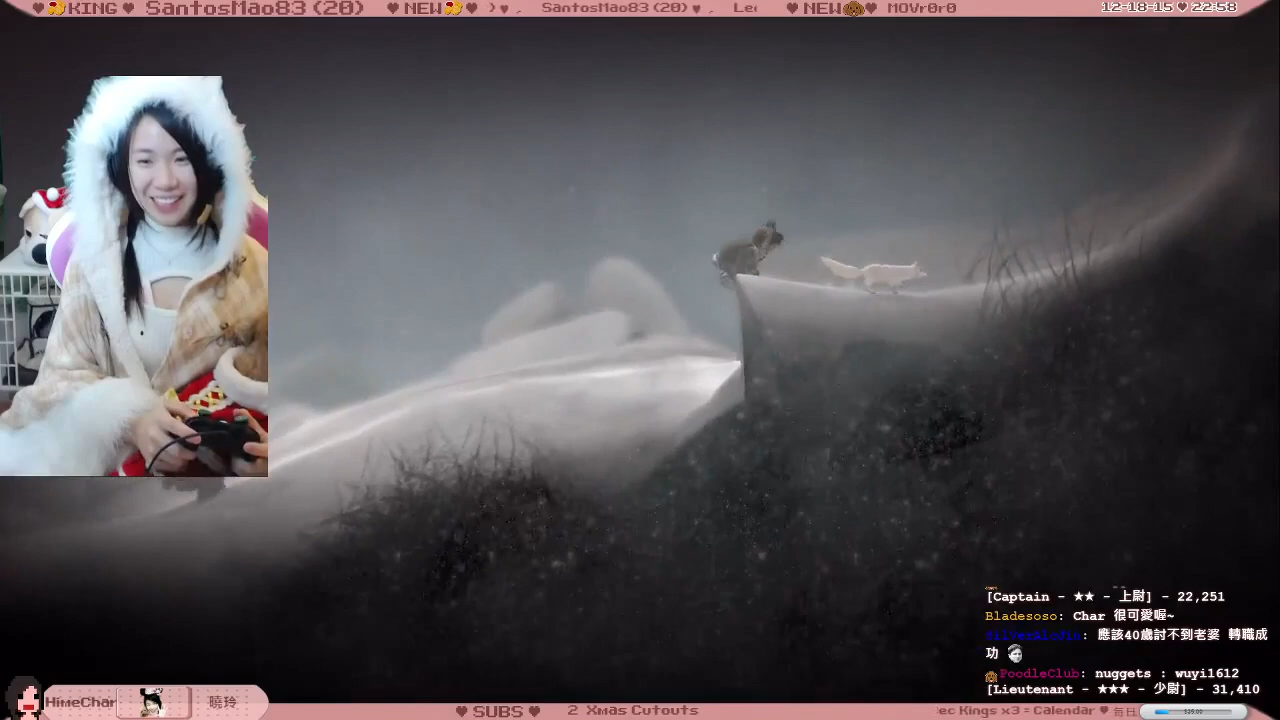 ♥ KING ♥ SantosMao83 (20) ♥ NEW ♥ ) ♥ , SantosMao83 (20) ♥ , Le ♥ NEW ♥ MOVr0r0 12-18-15 ♥ 22:58
[Captain - ★★ - 上尉] - 22,251
Bladesoso: Char 很可愛喔~
: 應該40歲討不到老婆 轉職成
功
PoodleClub: nuggets : wuyi1612
[Lieutenant - ★★★ - 少尉] - 31,410
HimeChar 曉玲 ♥ SUBS ♥ 2 Xmas Cutouts ec Kings x3 = Calendar ♥ 每日